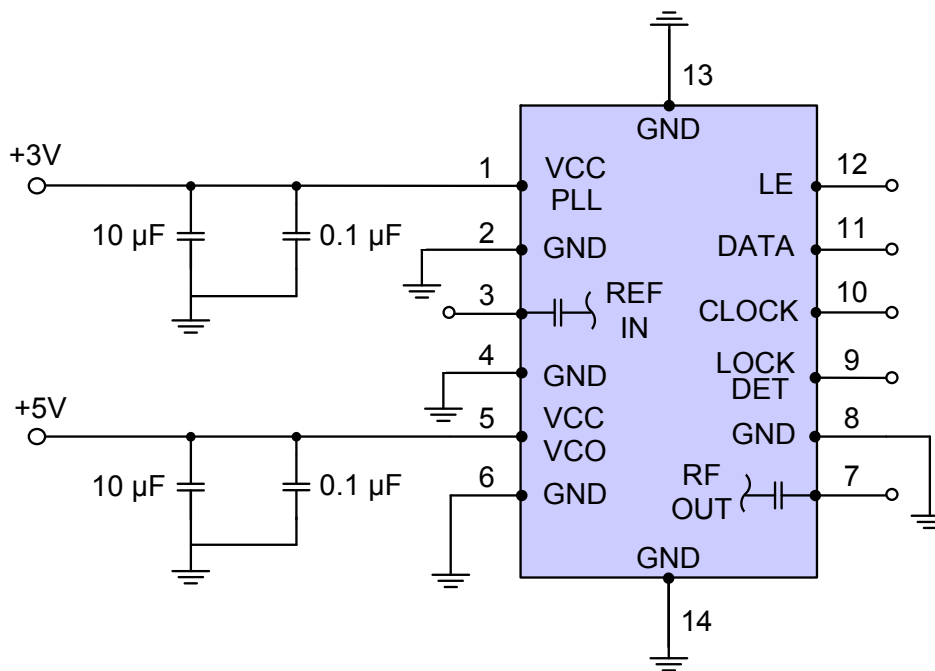 13
GND
+3V
1
VCC
PLL
12
LE
10 µF
0.1 µF
2
GND
11
DATA
3
REF
IN
10
CLOCK
4
GND
9
LOCK
DET
+5V
5
VCC
VCO
8
GND
10 µF
0.1 µF
6
GND
7
RF
OUT
GND
14